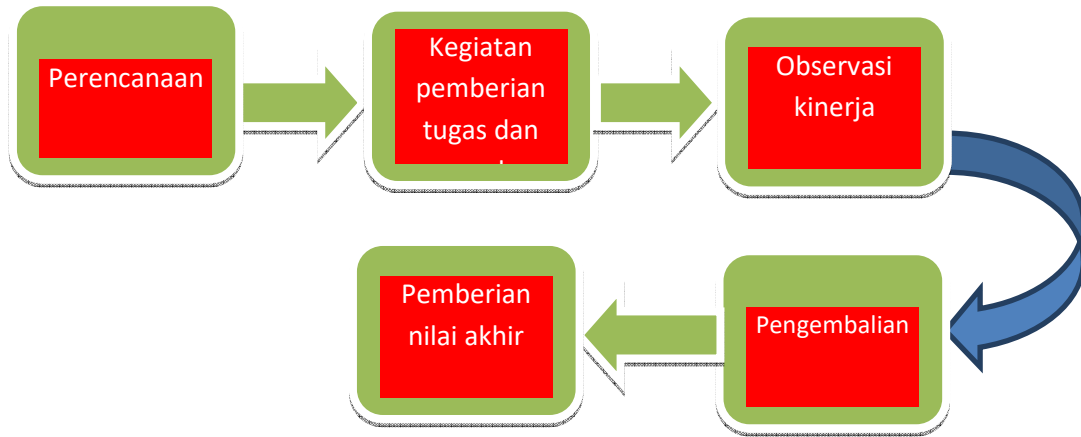 Perencanaan
Kegiatan
pemberian
tugas dan
Observasi
kinerja
Pengembalian
Pemberian
nilai akhir